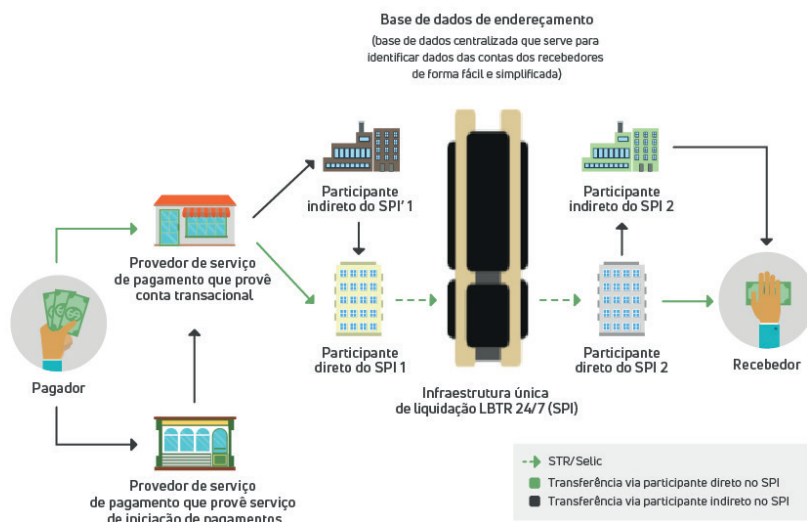 Base de dados de endereçamento
(base de dados centralizada que serve para
identificar dados das contas dos recebedores
de forma fácil e simplificada)
Participante
indireto do SPI' 1
Participante
indireto do SPI 2
Provedor de serviço
de pagamento que provê
conta transacional
Pagador
Participante
direto do SPI 1
Participante
direto do SPI 2
Recebedor
Infraestrutura única
de liquidação LBTR 24/7 (SPI)
Provedor de serviço
de pagamento que provê serviço
de iniciação de pagamentos
STR/Selic
Transferência via participante direto no SPI
Transferência via participante indireto no SPI